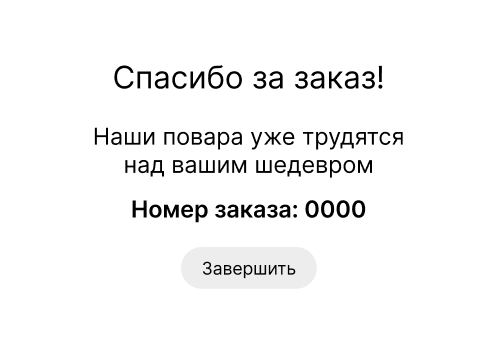 Спасибо за заказ!
Наши повара уже трудятся
над вашим шедевром
Номер заказа: 0000
Завершить